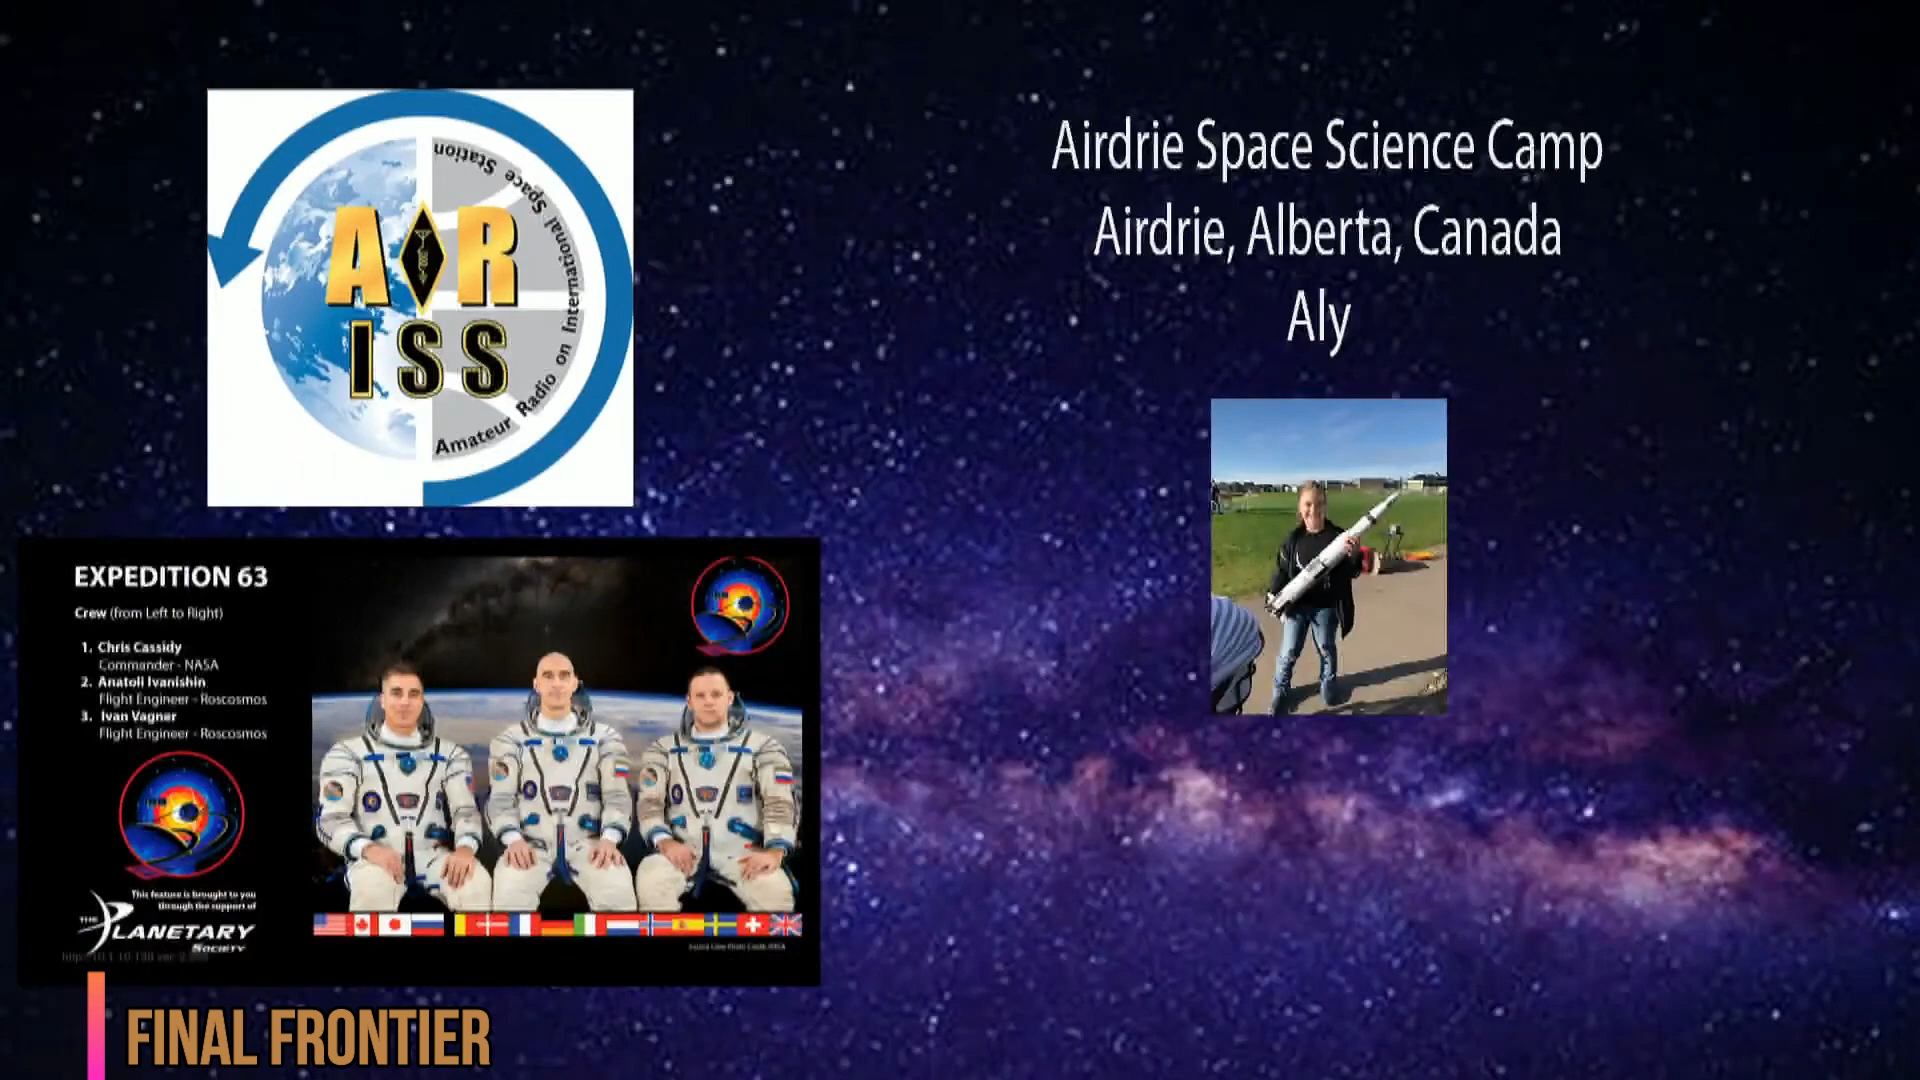 Amateur Radio on International Space Station
AR
ISS
Airdrie Space Science Camp
Airdrie, Alberta, Canada
Aly
EXPEDITION 63
Crew (from Left to Right)
1. Chris Cassidy
Commander - NASA
2. Anatoli Ivanishin
Flight Engineer - Roscosmos
3. Ivan Vagner
Flight Engineer - Roscosmos
This feature is brought to you
through the support of
THE
PLANETARY
SOCIETY
FINAL FRONTIER